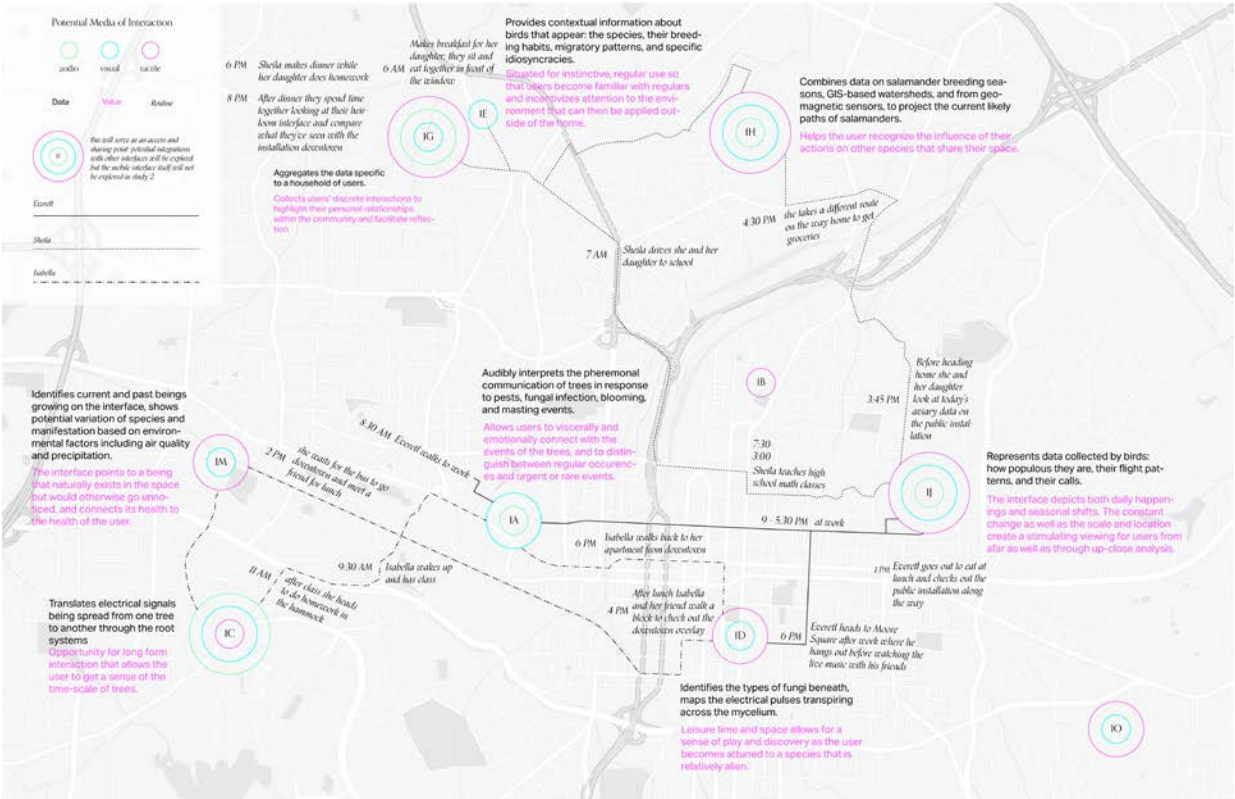 Potential Media of Interaction
audio
visual
tactile
Data
Value
Routine
IF
this will serve as an access and
sharing point- potential integrations
with other interfaces will be explored
but the mobile interface itself will not
be explored in study 2
Everett
Sheila
Isabella
6 PM
Sheila makes dinner while
her daughter does homework
8 PM
After dinner they spend time
together looking at their heir
loom interface and compare
what they've seen with the
installation downtown
Makes breakfast for her
daughter, they sit and
6 AM
eat together in front of
the window
IG
IE
Aggregates the data specific
to a household of users.
Collects users' discrete interactions to
highlight their personal relationships
within the community and facilitate reflec-
tion
Provides contextual information about
birds that appear: the species, their breed-
ing habits, migratory patterns, and specific
idiosyncracies.
Situated for instinctive, regular use so
that users become familiar with regulars
and incentivizes attention to the envi-
ronment that can then be applied out-
side of the home.
IH
Combines data on salamander breeding sea-
sons, GIS-based watersheds, and from geo-
magnetic sensors, to project the current likely
paths of salamanders.
Helps the user recognize the influence of their
actions on other species that share their space.
4:30 PM
she takes a different route
on the way home to get
groceries
7 AM
Sheila drives she and her
daughter to school
Identifies current and past beings
growing on the interface, shows
potential variation of species and
manifestation based on environ-
mental factors including air quality
and precipitation.
The interface points to a being
that naturally exists in the space
but would otherwise go unno-
ticed, and connects its health to
the health of the user.
IM
2 PM
she waits for the bus to go
downtown and meet a
friend for lunch
8:30 AM
Everett walks to work
Audibly interprets the pheremonal
communication of trees in response
to pests, fungal infection, blooming,
and masting events.
Allows users to viscerally and
emotionally connect with the
events of the trees, and to distin-
guish between regular occurenc-
es and urgent or rare events.
IA
IB
7:30-
3:00
Sheila teaches high
school math classes
3:45 PM
Before heading
home she and
her daughter
look at today's
aviary data on
the public instal-
lation
IJ
Represents data collected by birds:
how populous they are, their flight pat-
terns, and their calls.
The interface depicts both daily happen-
ings and seasonal shifts. The constant
change as well as the scale and location
create a stimulating viewing for users from
afar as well as through up-close analysis.
9 - 5:30 PM
at work
6 PM
Isabella walks back to her
apartment from downtown
1 PM
Everett goes out to eat at
lunch and checks out the
public installation along
the way
9:30 AM
Isabella wakes up
and has class
11 AM
after class she heads
to do homework in
the hammock
Translates electrical signals
being spread from one tree
to another through the root
systems
Opportunity for long form
interaction that allows the
user to get a sense of the
time-scale of trees.
IC
4 PM
After lunch Isabella
and her friend walk a
block to check out the
downtown overlay
ID
6 PM
Everett heads to Moore
Square after work where he
hangs out before watching the
live music with his friends
Identifies the types of fungi beneath,
maps the electrical pulses transpiring
across the mycelium.
Leisure time and space allows for a
sense of play and discovery as the user
becomes attuned to a species that is
relatively alien.
IO